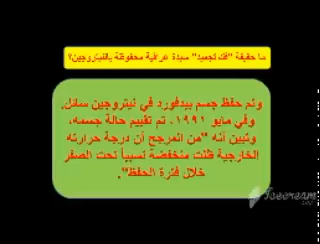 ما حقيقة "فك تجميد" سيدة عراقية محفوظة بالنيتروجين؟
وتم حفظ جسم بيدفورد في نيتروجين سائل،
وفي مايو ١٩٩١، تم تقييم حالة جسمه،
وتبين أنه "من المرجح أن درجة حرارته
الخارجية ظلت منخفضة نسبياً تحت الصفر
خلال فترة الحفظ".
Icecream